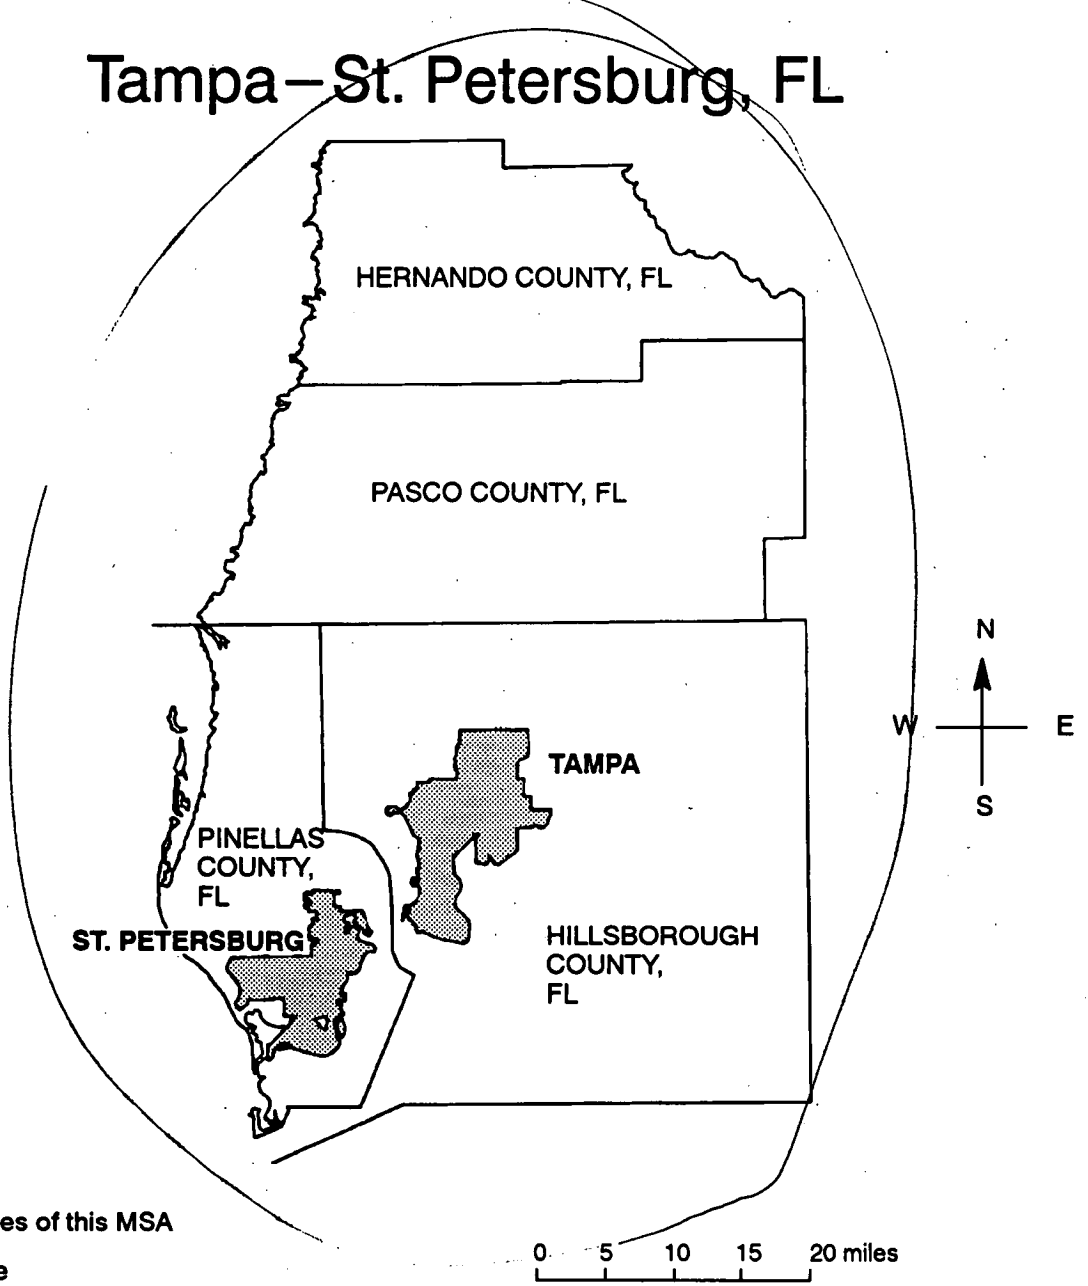 Tampa–St. Petersburg, FL
HERNANDO COUNTY, FL
PASCO COUNTY, FL
N
W E
S
TAMPA
PINELLAS
COUNTY,
FL
ST. PETERSBURG
HILLSBOROUGH
COUNTY,
FL
es of this MSA
e
0 5 10 15 20 miles